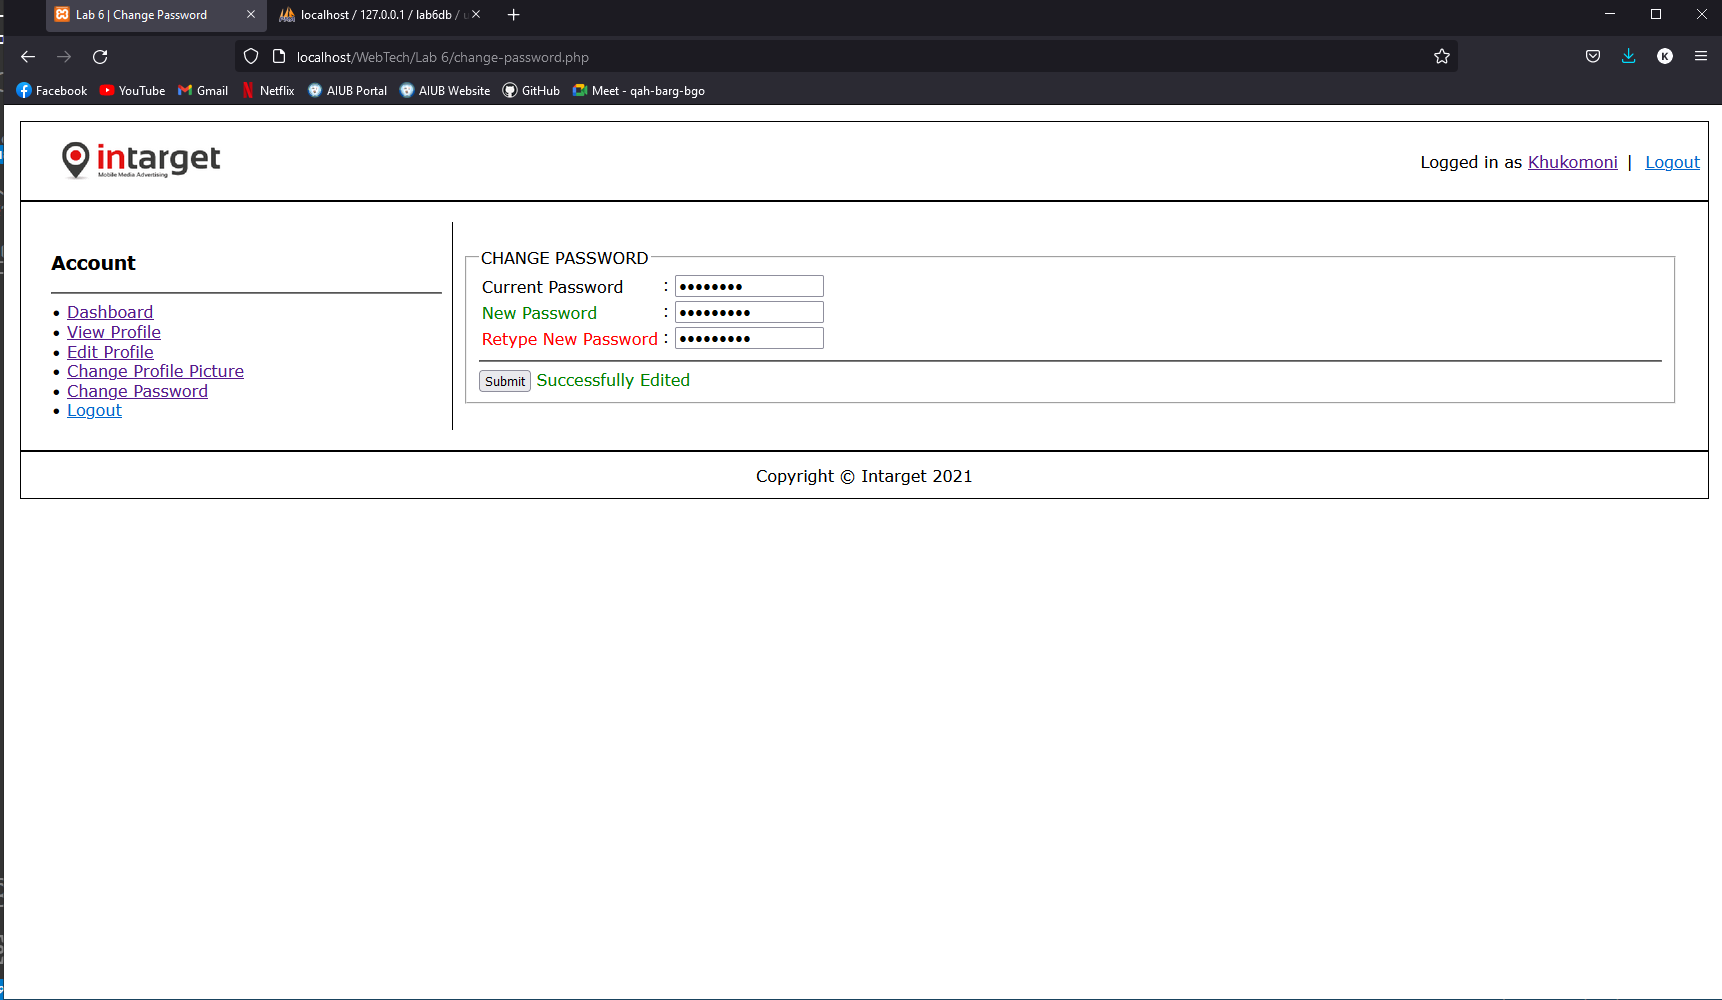 Lab 6 | Change Password
localhost / 127.0.0.1 / lab6db /
localhost/WebTech/Lab 6/change-password.php
K
Facebook YouTube Gmail Netflix AIUB Portal AIUB Website GitHub Meet - qah-barg-bgo
intarget
Mobile Media Advertising
Logged in as Khukomoni | Logout
Account
• Dashboard
• View Profile
• Edit Profile
• Change Profile Picture
• Change Password
• Logout
CHANGE PASSWORD
Current Password : ••••••••
New Password : •••••••••
Retype New Password : •••••••••
Submit Successfully Edited
Copyright © Intarget 2021